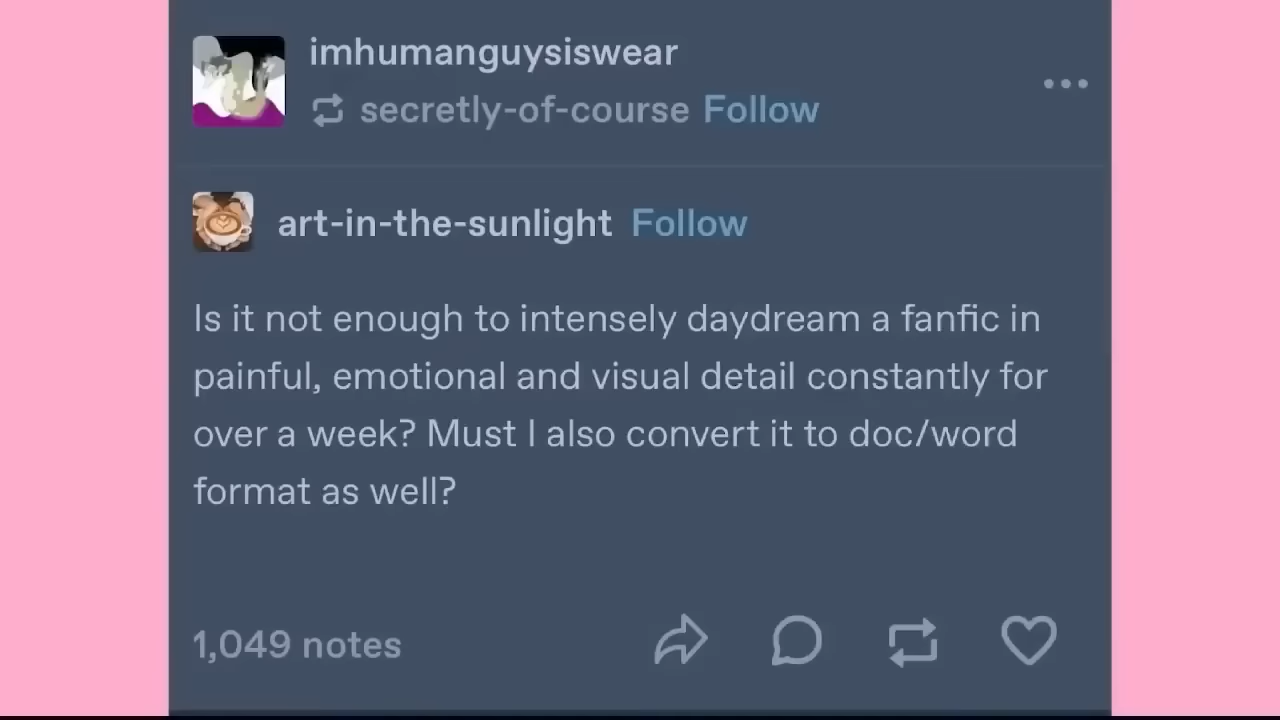 imhumanguysiswear
secretly-of-course Follow
art-in-the-sunlight Follow
Is it not enough to intensely daydream a fanfic in
painful, emotional and visual detail constantly for
over a week? Must I also convert it to doc/word
format as well?
1,049 notes